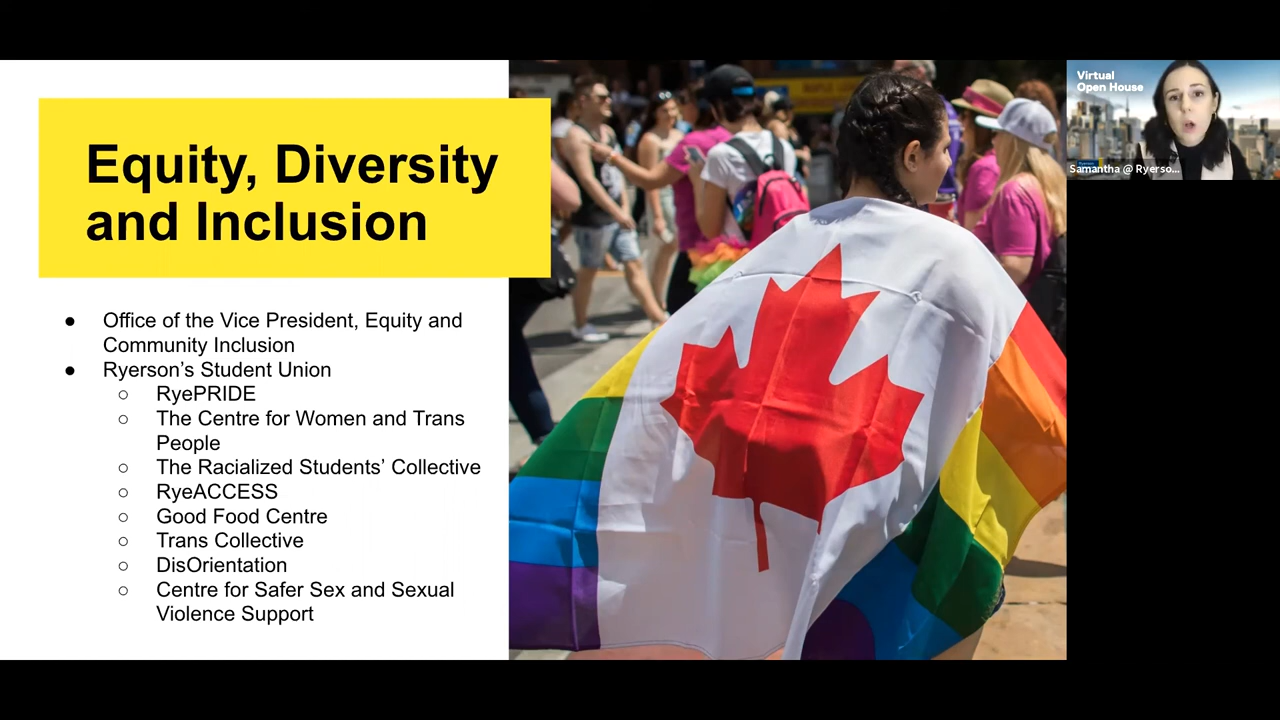 Equity, Diversity
and Inclusion
● Office of the Vice President, Equity and
Community Inclusion
● Ryerson’s Student Union
○ RyePRIDE
○ The Centre for Women and Trans
People
○ The Racialized Students’ Collective
○ RyeACCESS
○ Good Food Centre
○ Trans Collective
○ DisOrientation
○ Centre for Safer Sex and Sexual
Violence Support
Virtual
Open House
Samantha @ Ryerso...